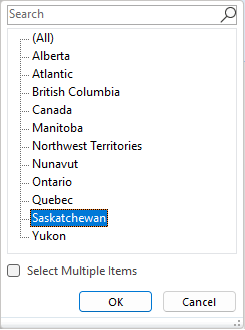 Search
(All)
Alberta
Atlantic
British Columbia
Canada
Manitoba
Northwest Territories
Nunavut
Ontario
Quebec
Saskatchewan
Yukon
Select Multiple Items
OK
Cancel